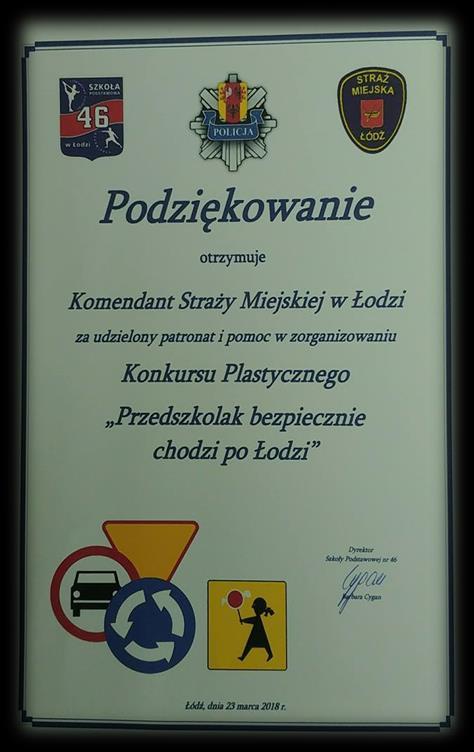 SZKOŁA
PODSTAWOWA
46
w Łodzi
POLICJA
STRAŻ
MIEJSKA
ŁÓDŹ
Podziękowanie
otrzymuje
Komendant Straży Miejskiej w Łodzi
za udzielony patronat i pomoc w zorganizowaniu
Konkursu Plastycznego
„Przedszkolak bezpiecznie
chodzi po Łodzi”
Dyrektor
Szkoły Podstawowej nr 46
Barbara Cygan
Łódź, dnia 23 marca 2018 r.